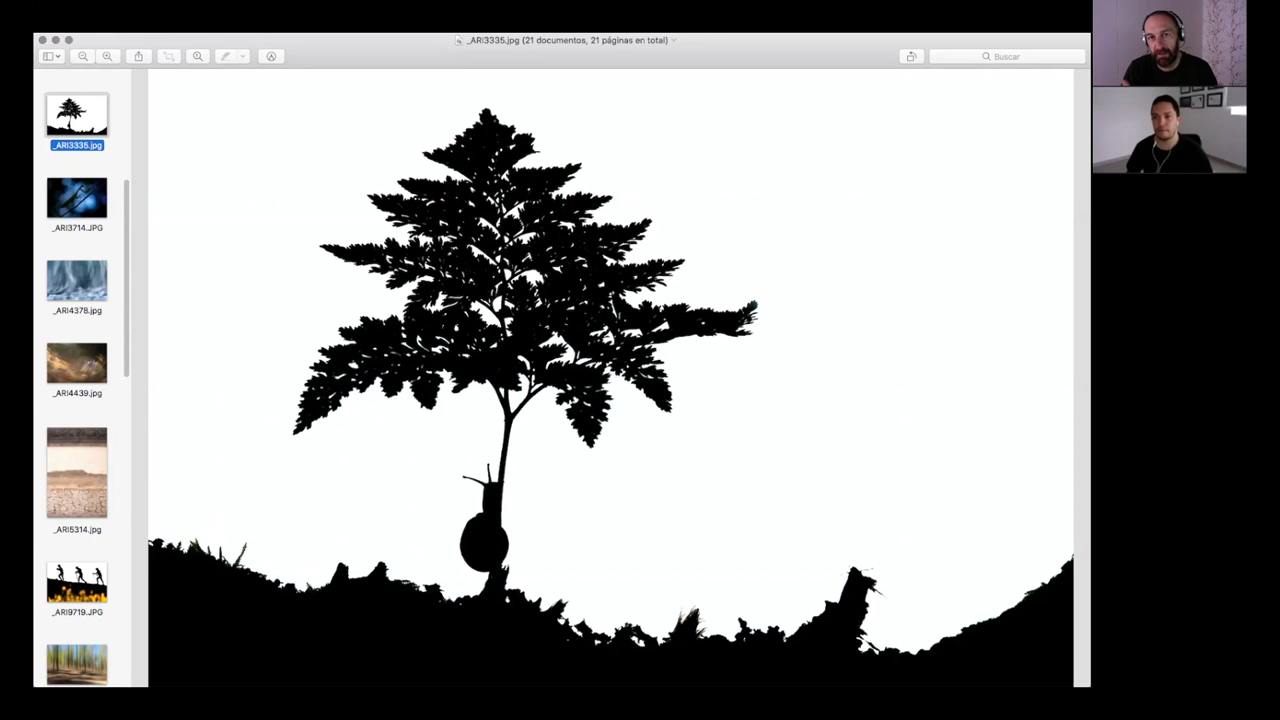 _ARI3335.jpg (21 documentos, 21 páginas en total)
Buscar
_ARI3335.jpg
_ARI3714.JPG
_ARI4378.jpg
_ARI4439.jpg
_ARI5314.jpg
_ARI9719.JPG